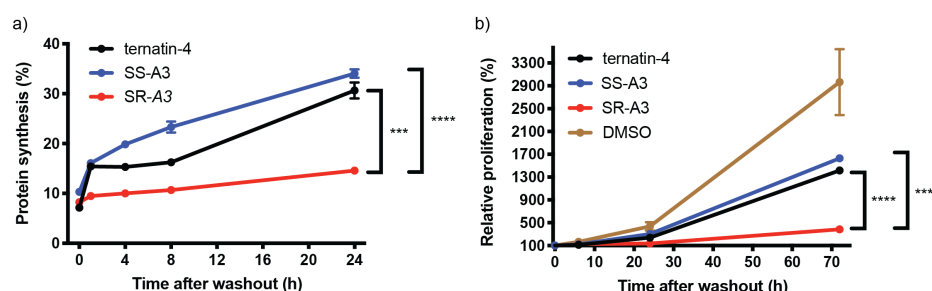 a)
Protein synthesis (%)
40
30
20
10
0
ternatin-4
SS-A3
SR-A3
***
****
0 4 8 12 16 20 24
Time after washout (h)
b)
Relative proliferation (%)
3300
2900
2500
2100
1700
1300
900
500
100
ternatin-4
SS-A3
SR-A3
DMSO
****
***
0 10 20 30 40 50 60 70
Time after washout (h)